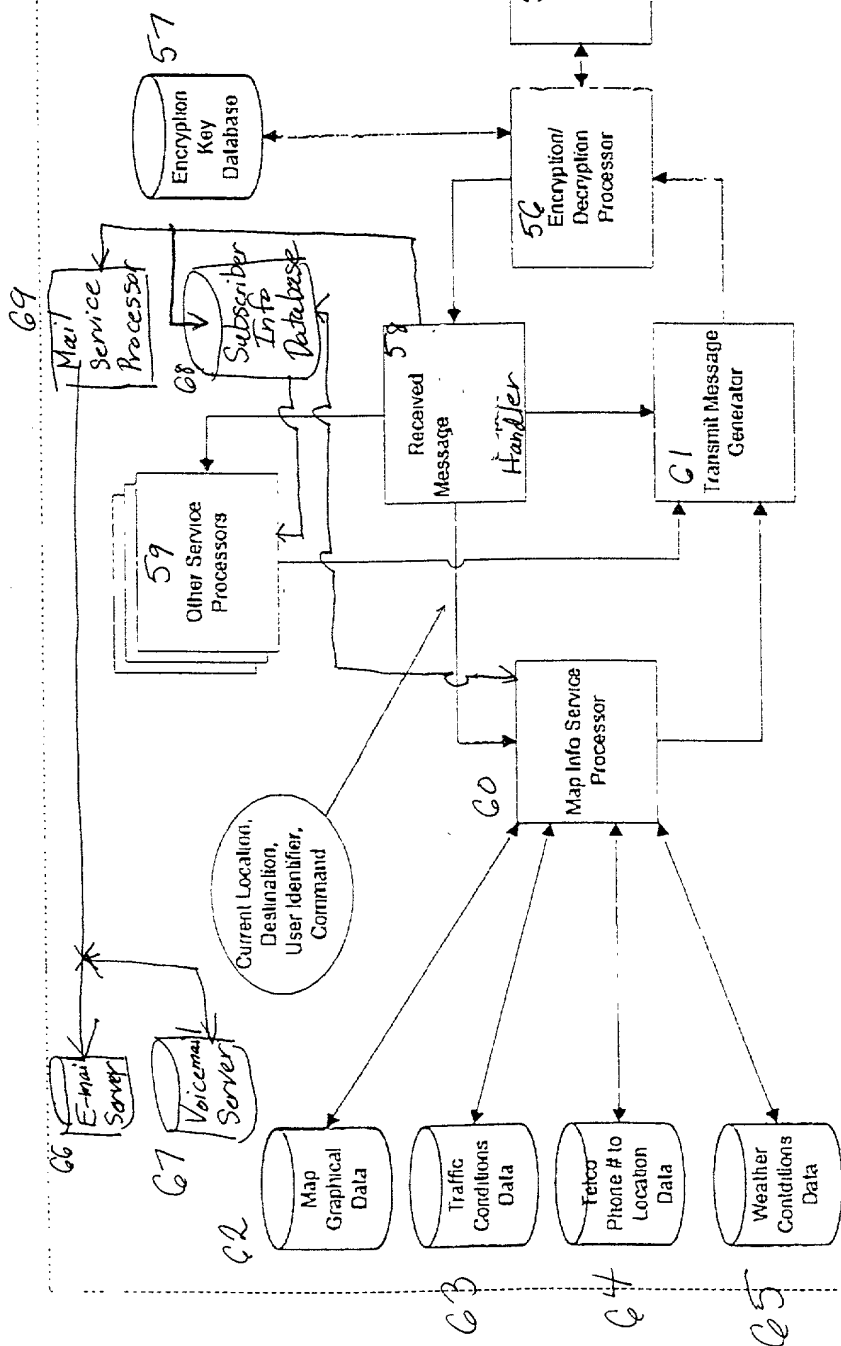 69
Mail
Service
Processor
57
Encryption
Key
Database
68
Subscriber
Info
Database
66
E-mai
Server
67
Voicemail
Server
59
Other Service
Processors
58
Received
Message
Handler
56
Encryption/
Decryption
Processor
Current Location,
Destination,
User Identifier,
Command
60
Map Info Service
Processor
61
Transmit Message
Generator
62
Map
Graphical
Data
63
Traffic
Conditions
Data
64
Telco
Phone # to
Location
Data
65
Weather
Conditions
Data